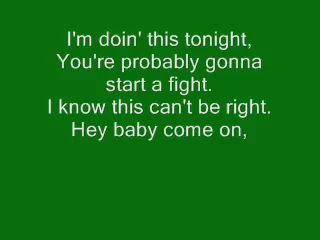 I'm doin' this tonight,
You're probably gonna
start a fight.
I know this can't be right.
Hey baby come on,